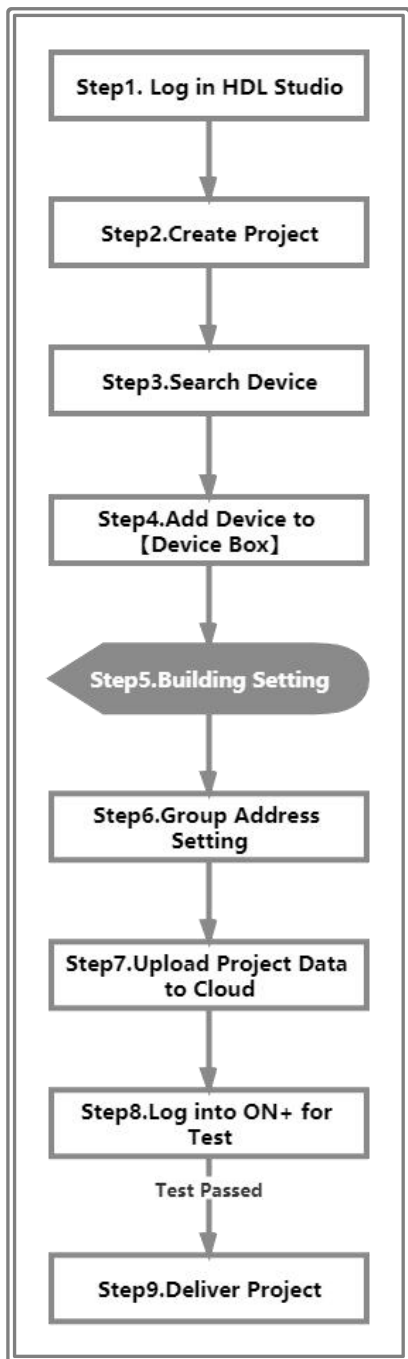 Step1. Log in HDL Studio
Step2.Create Project
Step3.Search Device
Step4.Add Device to
【Device Box】
Step5.Building Setting
Step6.Group Address
Setting
Step7.Upload Project Data
to Cloud
Step8.Log into ON+ for
Test
Test Passed
Step9.Deliver Project